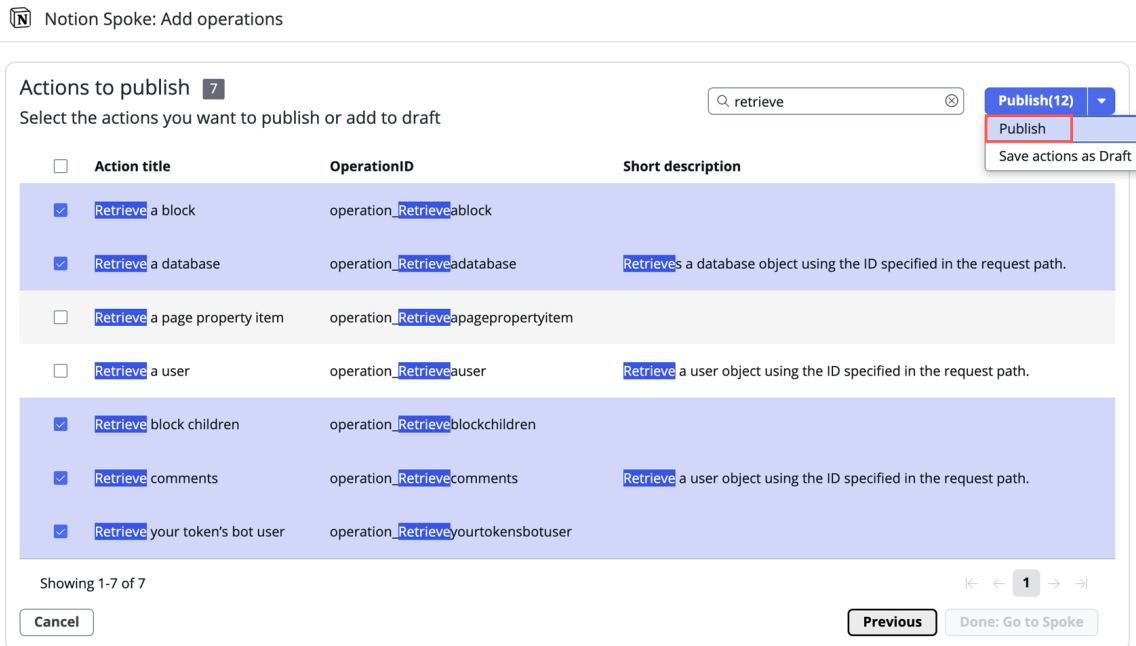 Notion Spoke: Add operations
Actions to publish 7
Select the actions you want to publish or add to draft
retrieve
Publish(12)
Publish
Save actions as Draft
Action title OperationID Short description
Retrieve a block operation_Retrieveablock
Retrieve a database operation_Retrieveadatabase Retrieves a database object using the ID specified in the request path.
Retrieve a page property item operation_Retrieveapagepropertyitem
Retrieve a user operation_Retrieveauser Retrieve a user object using the ID specified in the request path.
Retrieve block children operation_Retrieveblockchildren
Retrieve comments operation_Retrievecomments Retrieve a user object using the ID specified in the request path.
Retrieve your token’s bot user operation_Retrieveyourtokensbotuser
Showing 1-7 of 7 1
Cancel Previous Done: Go to Spoke